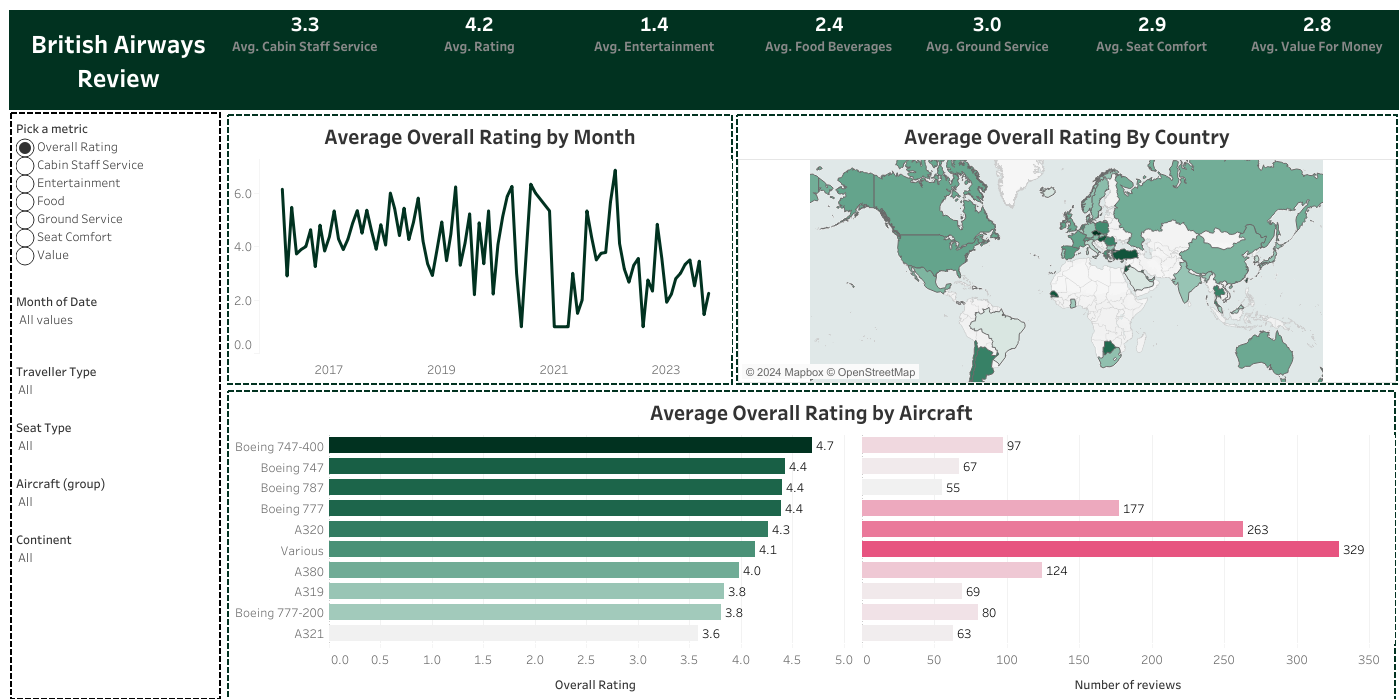 British Airways
Review
3.3
Avg. Cabin Staff Service
4.2
Avg. Rating
1.4
Avg. Entertainment
2.4
Avg. Food Beverages
3.0
Avg. Ground Service
2.9
Avg. Seat Comfort
2.8
Avg. Value For Money
Pick a metric
Overall Rating
Cabin Staff Service
Entertainment
Food
Ground Service
Seat Comfort
Value
Month of Date
All values
Traveller Type
All
Seat Type
All
Aircraft (group)
All
Continent
All
Average Overall Rating by Month
6.0
4.0
2.0
0.0
2017 2019 2021 2023
Average Overall Rating By Country
© 2024 Mapbox © OpenStreetMap
Average Overall Rating by Aircraft
Boeing 747-400 4.7 97
Boeing 747 4.4 67
Boeing 787 4.4 55
Boeing 777 4.4 177
A320 4.3 263
Various 4.1 329
A380 4.0 124
A319 3.8 69
Boeing 777-200 3.8 80
A321 3.6 63
0.0 0.5 1.0 1.5 2.0 2.5 3.0 3.5 4.0 4.5 5.0 0 50 100 150 200 250 300 350
Overall Rating Number of reviews